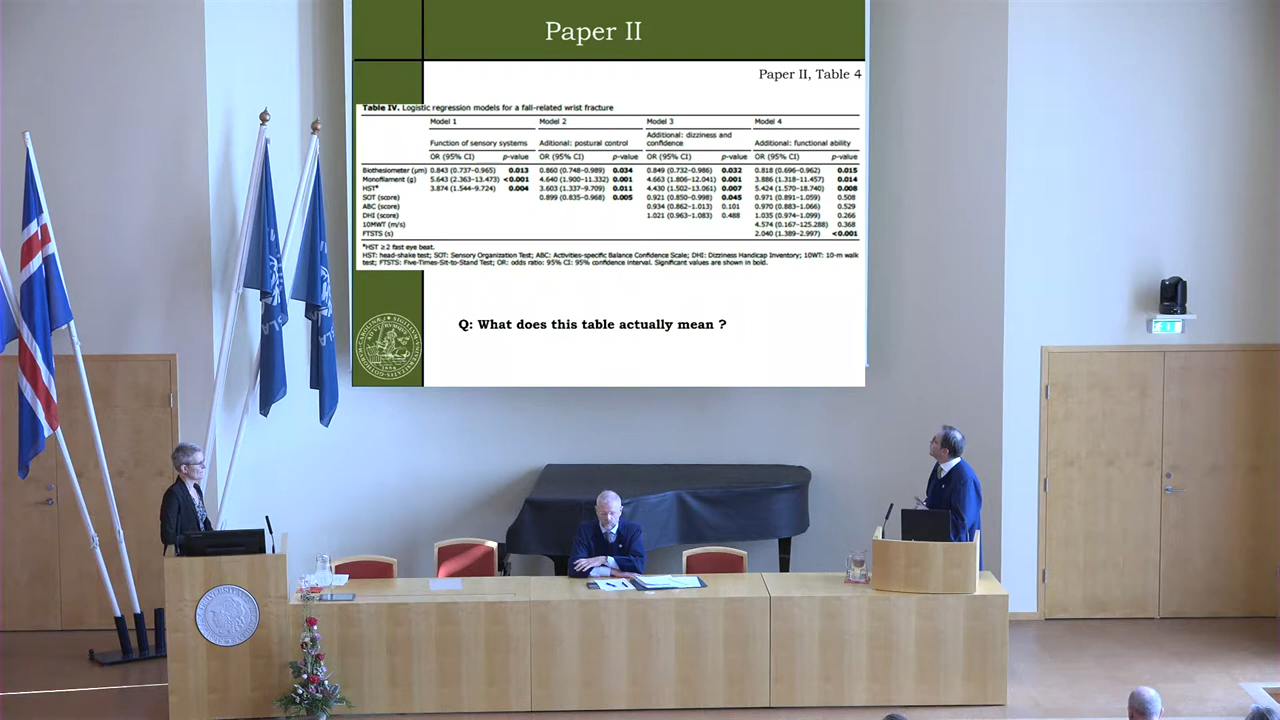 Paper II
Paper II, Table 4
Table IV. Logistic regression models for a fall-related wrist fracture
Model 1 Model 2 Model 3 Model 4
Function of sensory systems Aditional: postural control Additional: dizziness and confidence Additional: functional ability
OR (95% CI) p-value OR (95% CI) p-value OR (95% CI) p-value OR (95% CI) p-value
Biothesiometer (μm) 0.843 (0.737–0.965) 0.013 0.860 (0.748–0.989) 0.034 0.849 (0.732–0.986) 0.032 0.818 (0.696–0.962) 0.015
Monofilament (g) 5.643 (2.363–13.473) <0.001 4.640 (1.900–11.332) 0.001 4.663 (1.806–12.041) 0.001 3.886 (1.318–11.457) 0.014
HST* 3.874 (1.544–9.724) 0.004 3.603 (1.337–9.709) 0.011 4.430 (1.502–13.061) 0.007 5.424 (1.570–18.740) 0.008
SOT (score) 0.899 (0.835–0.968) 0.005 0.921 (0.850–0.998) 0.045 0.971 (0.891–1.059) 0.508
ABC (score) 0.934 (0.862–1.013) 0.101 0.970 (0.883–1.066) 0.529
DHI (score) 1.021 (0.963–1.083) 0.488 1.035 (0.974–1.099) 0.266
10MWT (m/s) 4.574 (0.167–125.288) 0.368
FTSTS (s) 2.040 (1.389–2.997) <0.001
*HST ≥2 fast eye beat.
HST: head-shake test; SOT: Sensory Organization Test; ABC: Activities-specific Balance Confidence Scale; DHI: Dizziness Handicap Inventory; 10WT: 10-m walk
test; FTSTS: Five-Times-Sit-to-Stand Test; OR: odds ratio: 95% CI: 95% confidence interval. Significant values are shown in bold.
Q: What does this table actually mean ?